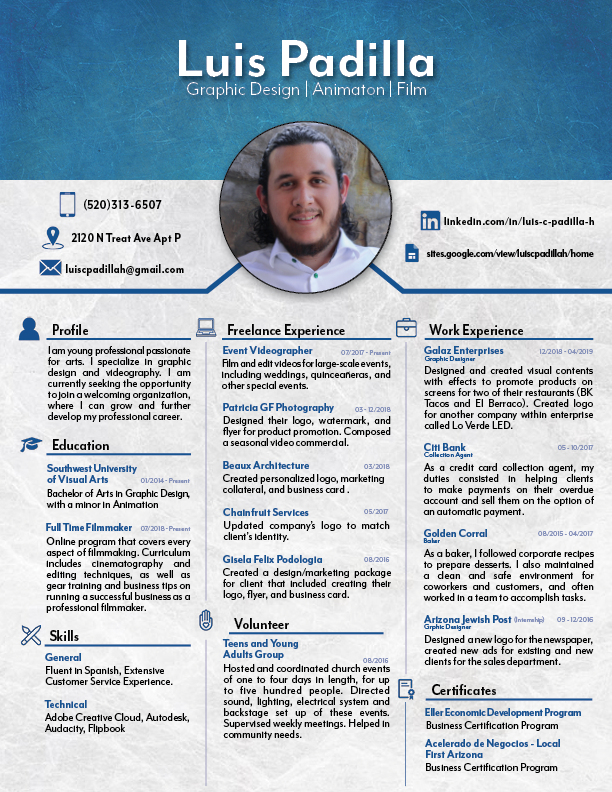 Luis Padilla
Graphic Design | Animaton | Film
(520)313-6507
2120 N Treat Ave Apt P
luiscpadillah@gmail.com
linkedin.com/in/luis-c-padilla-h
sites.google.com/view/luiscpadillah/home
Profile
I am young professional passionate
for arts. I specialize in graphic
design and videography. I am
currently seeking the opportunity
to join a welcoming organization,
where I can grow and further
develop my professional career.
Education
Southwest University
of Visual Arts 01/2014 - Present
Bachelor of Arts in Graphic Design,
with a minor in Animation
Full Time Filmmaker 07/2018 - Present
Online program that covers every
aspect of filmmaking. Curriculum
includes cinematography and
editing techniques, as well as
gear training and business tips on
running a successful business as a
professional filmmaker.
Skills
General
Fluent in Spanish, Extensive
Customer Service Experience.
Technical
Adobe Creative Cloud, Autodesk,
Audacity, Flipbook
Freelance Experience
Event Videographer 07/2017 - Present
Film and edit videos for large-scale events,
including weddings, quinceañeras, and
other special events.
Patricia GF Photography 03 - 12/2018
Designed their logo, watermark, and
flyer for product promotion. Composed
a seasonal video commercial.
Beaux Architecture 03/2018
Created personalized logo, marketing
collateral, and business card .
Chainfruit Services 05/2017
Updated company's logo to match
client's identity.
Gisela Felix Podologia 08/2016
Created a design/marketing package
for client that included creating their
logo, flyer, and business card.
Volunteer
Teens and Young
Adults Group 08/2016
Hosted and coordinated church events
of one to four days in length, for up
to five hundred people. Directed
sound, lighting, electrical system and
backstage set up of these events.
Supervised weekly meetings. Helped in
community needs.
Work Experience
Galaz Enterprises 12/2018 - 04/2019
Graphic Designer
Designed and created visual contents
with effects to promote products on
screens for two of their restaurants (BK
Tacos and El Berraco). Created logo
for another company within enterprise
called Lo Verde LED.
Citi Bank 05 - 10/2017
Collection Agent
As a credit card collection agent, my
duties consisted in helping clients
to make payments on their overdue
account and sell them on the option of
an automatic payment.
Golden Corral 08/2015 - 04/2017
Baker
As a baker, I followed corporate recipes
to prepare desserts. I also maintained
a clean and safe environment for
coworkers and customers, and often
worked in a team to accomplish tasks.
Arizona Jewish Post (Internship) 09 - 12/2016
Graphic Designer
Designed a new logo for the newspaper,
created new ads for existing and new
clients for the sales department.
Certificates
Eller Economic Development Program
Business Certification Program
Acelerado de Negocios - Local
First Arizona
Business Certification Program